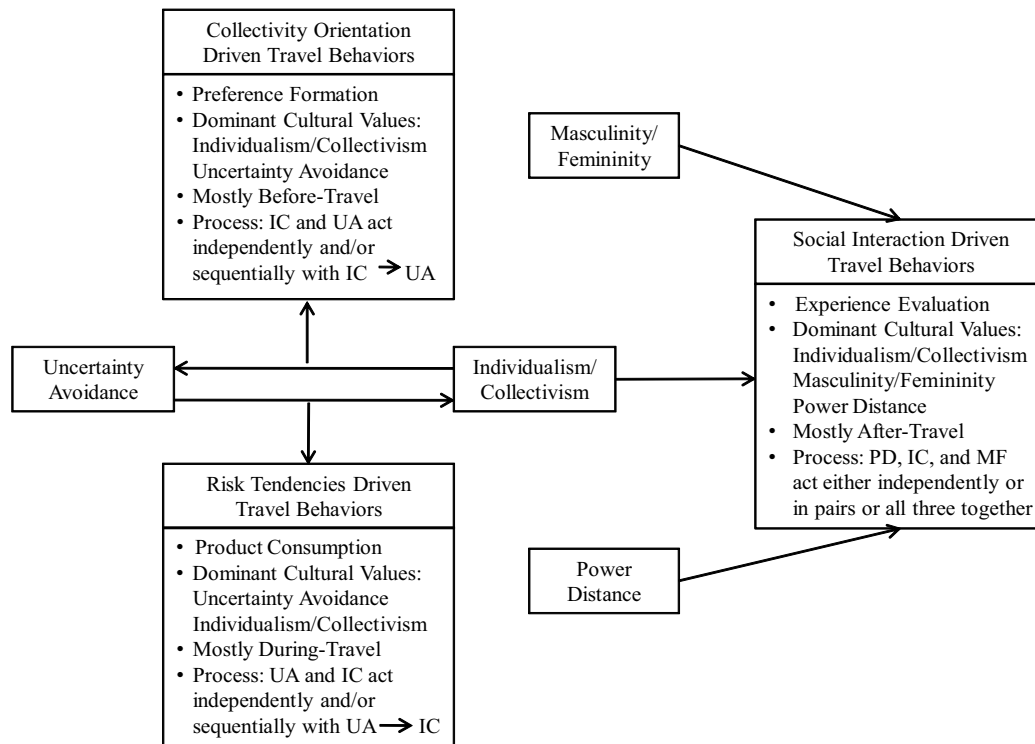 Collectivity Orientation
Driven Travel Behaviors
• Preference Formation
• Dominant Cultural Values:
Individualism/Collectivism
Uncertainty Avoidance
• Mostly Before-Travel
• Process: IC and UA act
independently and/or
sequentially with IC → UA
Masculinity/
Femininity
Social Interaction Driven
Travel Behaviors
• Experience Evaluation
• Dominant Cultural Values:
Individualism/Collectivism
Masculinity/Femininity
Power Distance
• Mostly After-Travel
• Process: PD, IC, and MF
act either independently or
in pairs or all three together
Uncertainty
Avoidance
Individualism/
Collectivism
Risk Tendencies Driven
Travel Behaviors
• Product Consumption
• Dominant Cultural Values:
Uncertainty Avoidance
Individualism/Collectivism
• Mostly During-Travel
• Process: UA and IC act
independently and/or
sequentially with UA → IC
Power
Distance